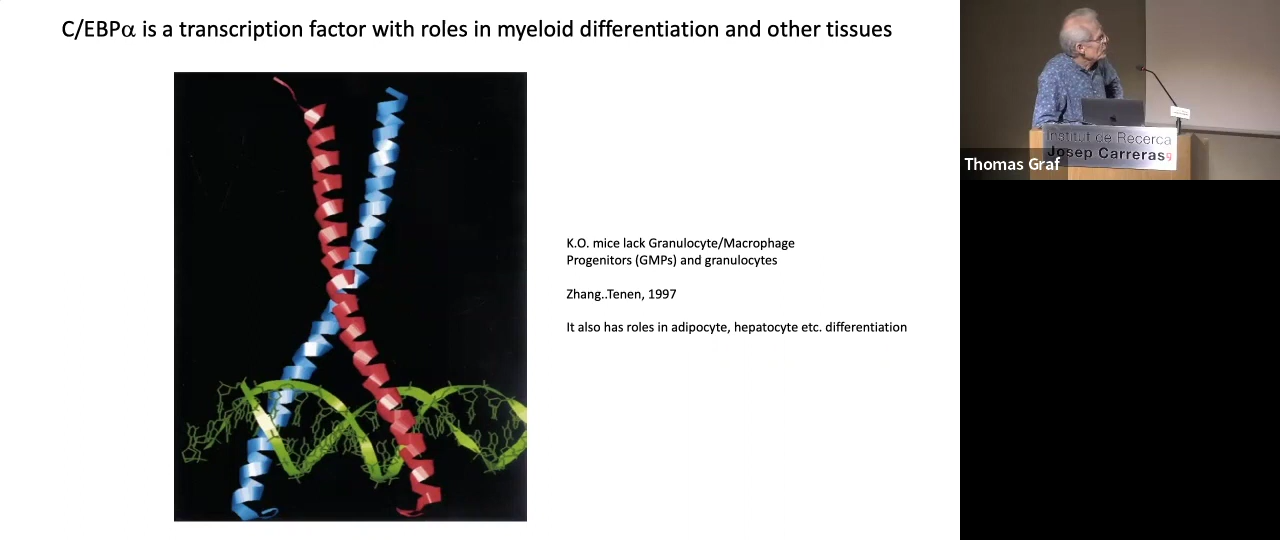 C/EBPα is a transcription factor with roles in myeloid differentiation and other tissues
K.O. mice lack Granulocyte/Macrophage
Progenitors (GMPs) and granulocytes
Zhang..Tenen, 1997
It also has roles in adipocyte, hepatocyte etc. differentiation
Institut de Recerca
Josep Carreras
Thomas Graf